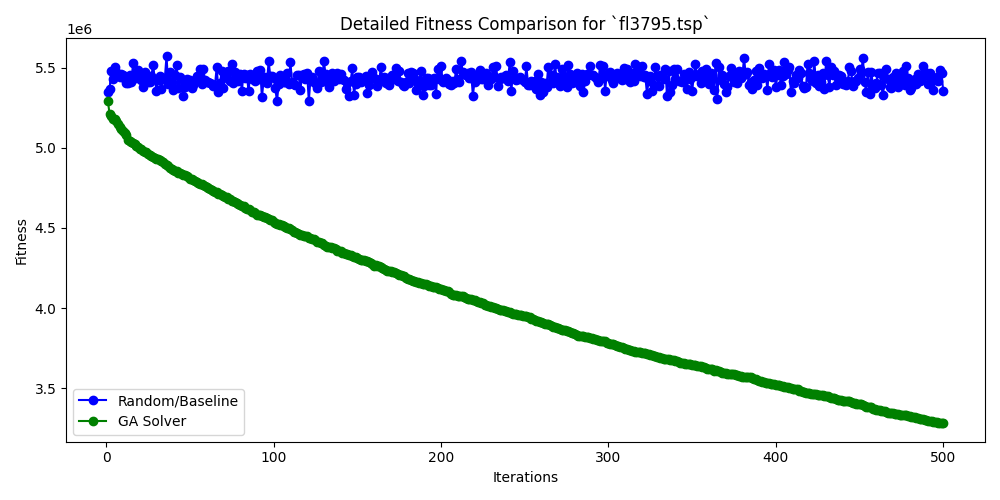 Detailed Fitness Comparison for `fl3795.tsp`
1e6
5.5
5.0
4.5
4.0
3.5
Fitness
0 100 200 300 400 500
Iterations
Random/Baseline
GA Solver